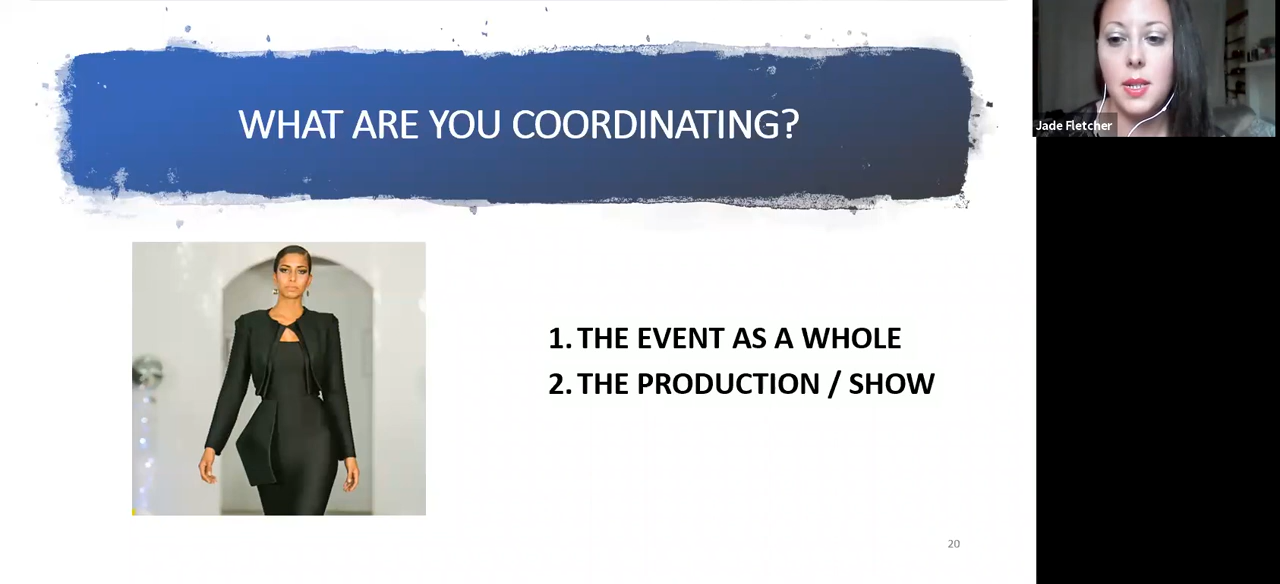 WHAT ARE YOU COORDINATING?
Jade Fletcher
1. THE EVENT AS A WHOLE
2. THE PRODUCTION / SHOW
20